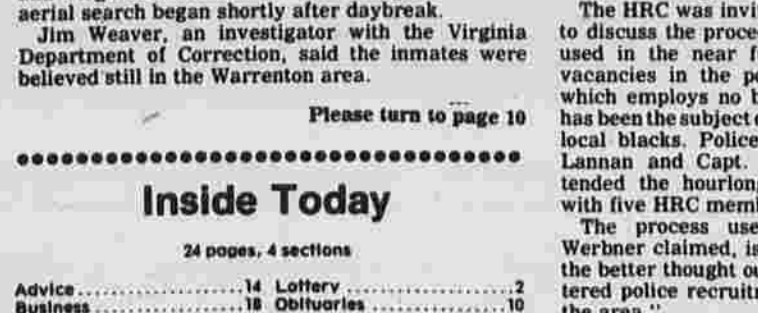 aerial search began shortly after daybreak.
Jim Weaver, an investigator with the Virginia
Department of Correction, said the inmates were
believed still in the Warrenton area.
Please turn to page 10
Inside Today
24 pages, 4 sections
Advice..................14 Lottery..................2
Business..................18 Obituaries..................10
The HRC was invi
to discuss the proce
used in the near f
vacancies in the p
which employs no b
has been the subject
local blacks. Police
Lannan and Capt.
tended the hourlon
with five HRC mem
The process use
Werbner claimed, is
the better thought ou
tered police recruit
the area."